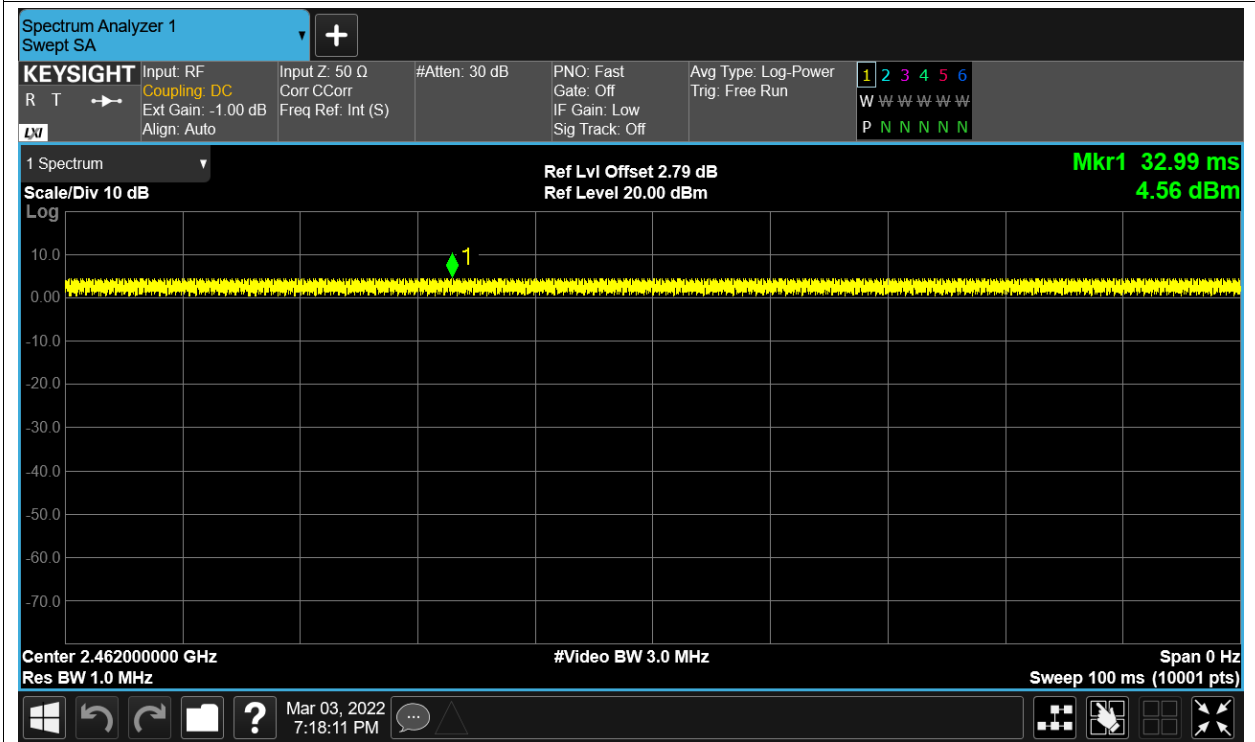 Spectrum Analyzer 1
Swept SA
+
KEYSIGHT
R T
LXI
Input: RF
Coupling: DC
Ext Gain: -1.00 dB
Align: Auto
Input Z: 50 Ω
Corr CCorr
Freq Ref: Int (S)
#Atten: 30 dB
PNO: Fast
Gate: Off
IF Gain: Low
Sig Track: Off
Avg Type: Log-Power
Trig: Free Run
1 2 3 4 5 6
W W W W W W
P N N N N N
1 Spectrum
Scale/Div 10 dB
Log
Ref Lvl Offset 2.79 dB
Ref Level 20.00 dBm
Mkr1 32.99 ms
4.56 dBm
1
10.0
0.00
-10.0
-20.0
-30.0
-40.0
-50.0
-60.0
-70.0
Center 2.462000000 GHz
Res BW 1.0 MHz
#Video BW 3.0 MHz
Span 0 Hz
Sweep 100 ms (10001 pts)
?
Mar 03, 2022
7:18:11 PM